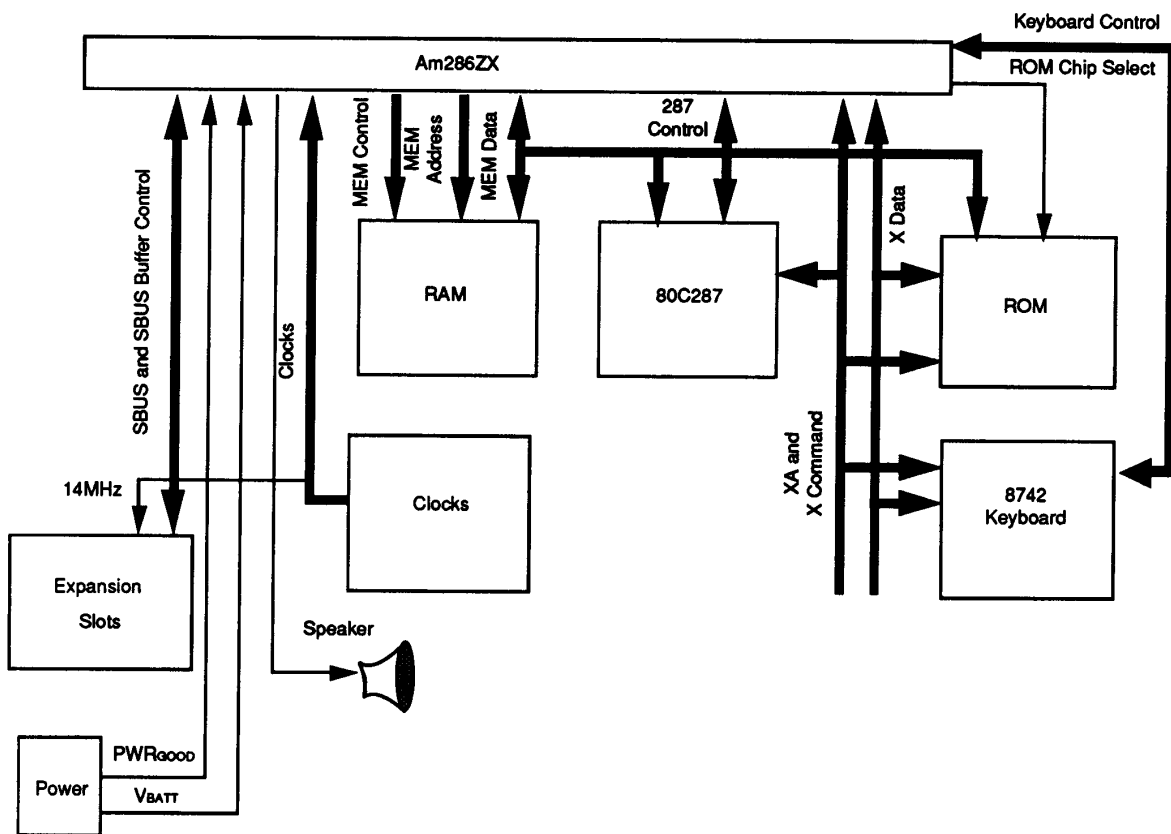 Keyboard Control
Am286ZX
ROM Chip Select
SBUS and SBUS Buffer Control
Clocks
MEM Control
MEM
Address
MEM Data
287
Control
X Data
RAM
80C287
ROM
XA and
X Command
14MHz
Clocks
8742
Keyboard
Expansion
Slots
Speaker
PWRGOOD
Power
VBATT